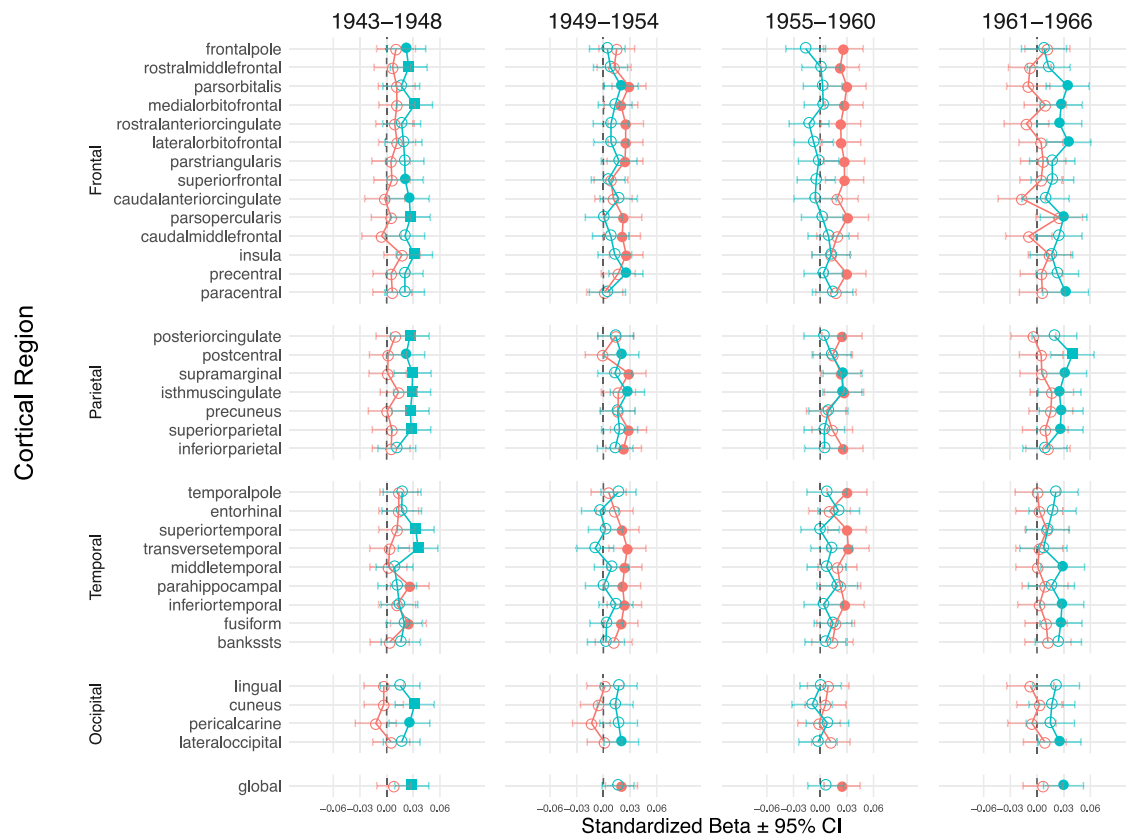 1943–1948 1949–1954 1955–1960 1961–1966
Cortical Region
Frontal
frontalpole
rostralmiddlefrontal
parsorbitalis
medialorbitofrontal
rostralanteriorcingulate
lateralorbitofrontal
parstriangularis
superiorfrontal
caudalanteriorcingulate
parsopercularis
caudalmiddlefrontal
insula
precentral
paracentral
Parietal
posteriorcingulate
postcentral
supramarginal
isthmuscingulate
precuneus
superiorparietal
inferiorparietal
Temporal
temporalpole
entorhinal
superiortemporal
transversetemporal
middletemporal
parahippocampal
inferiortemporal
fusiform
bankssts
Occipital
lingual
cuneus
pericalcarine
lateraloccipital
global
−0.06−0.03 0.00 0.03 0.06 −0.06−0.03 0.00 0.03 0.06 −0.06−0.03 0.00 0.03 0.06 −0.06−0.03 0.00 0.03 0.06
Standardized Beta ± 95% CI